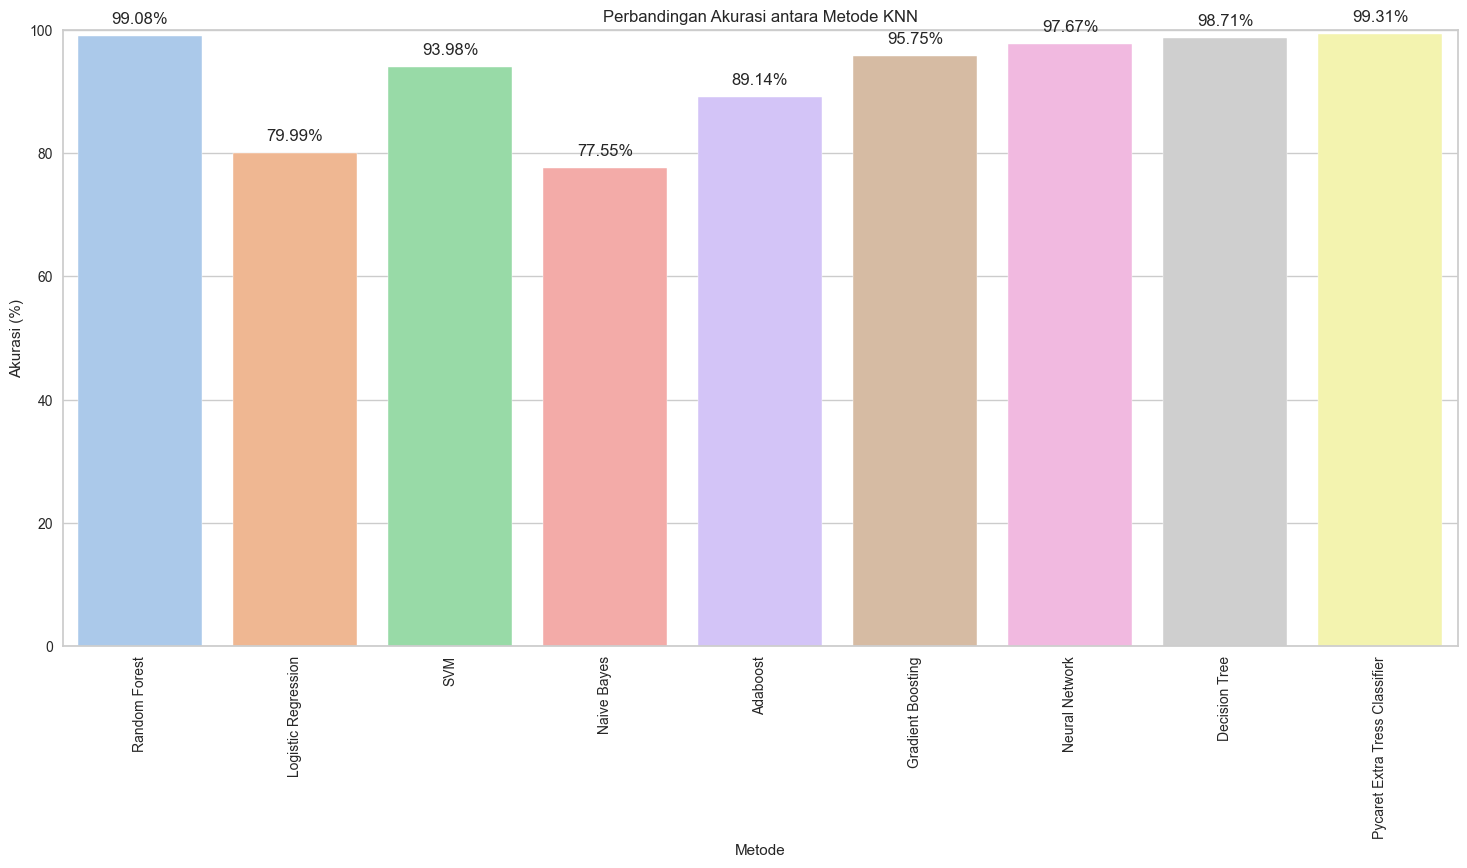 Perbandingan Akurasi antara Metode KNN
99.08%
79.99%
93.98%
77.55%
89.14%
95.75%
97.67%
98.71%
99.31%
Akurasi (%)
100
80
60
40
20
0
Random Forest
Logistic Regression
SVM
Naive Bayes
Adaboost
Gradient Boosting
Neural Network
Decision Tree
Pycaret Extra Tress Classifier
Metode